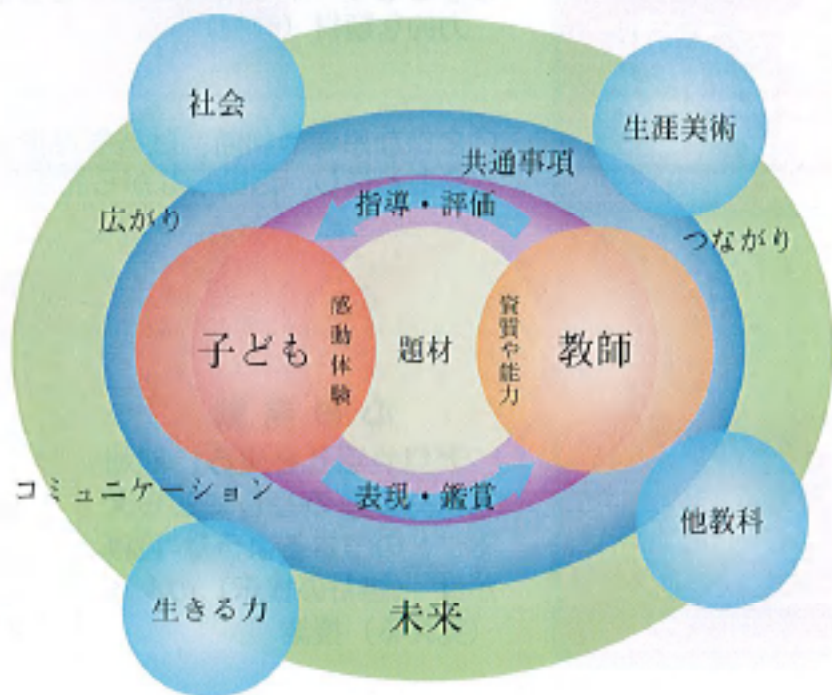 社会
生涯美術
共通事項
指導・評価
広がり
つながり
子ども
感動体験
題材
資質や能力
教師
コミュニケーション
表現・鑑賞
他教科
生きる力
未来